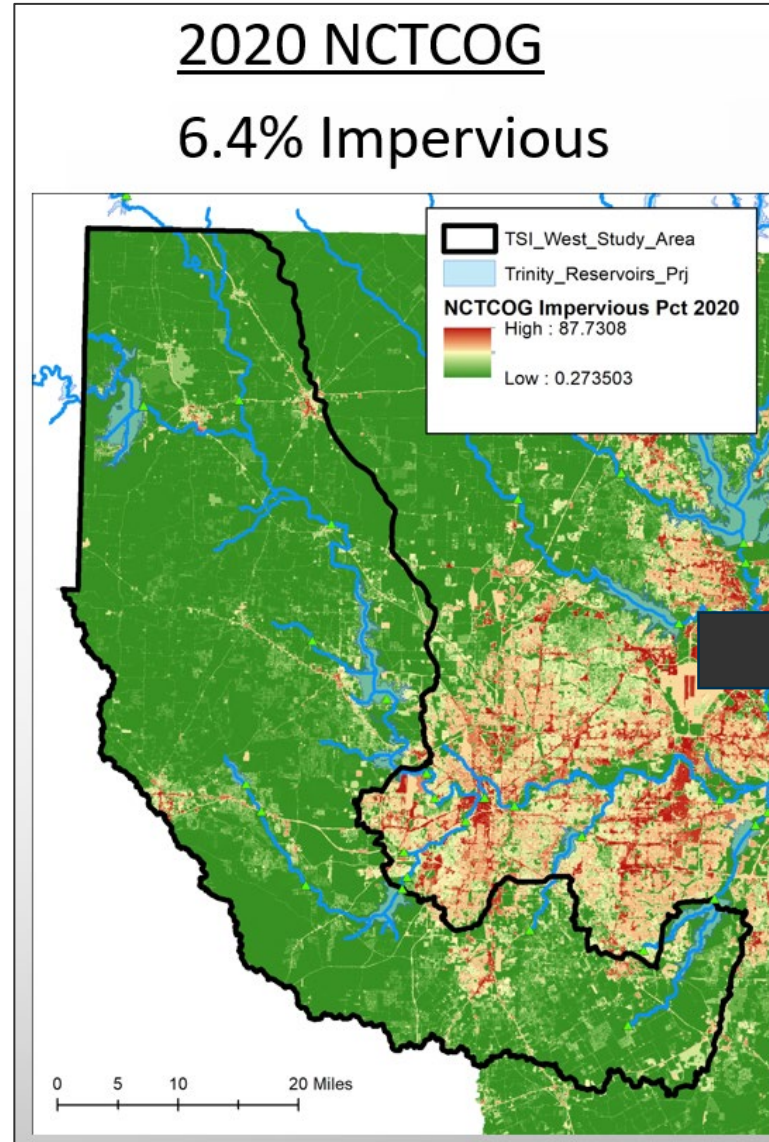 2020 NCTCOG
6.4% Impervious
TSI_West_Study_Area
Trinity_Reservoirs_Prj
NCTCOG Impervious Pct 2020
High : 87.7308
Low : 0.273503
0 5 10 20 Miles